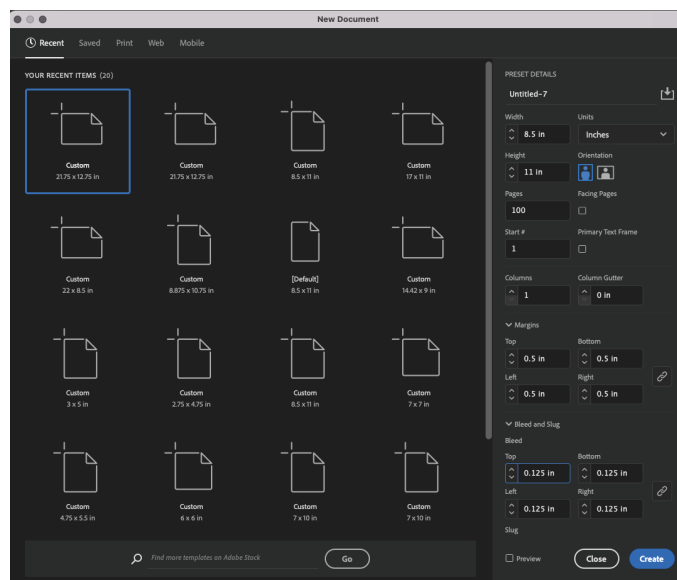 New Document
Recent Saved Print Web Mobile
YOUR RECENT ITEMS (20)
Custom
21.75 x 12.75 in
Custom
21.75 x 12.75 in
Custom
8.5 x 11 in
Custom
17 x 11 in
Custom
22 x 8.5 in
Custom
8.875 x 10.75 in
[Default]
8.5 x 11 in
Custom
14.42 x 9 in
Custom
3 x 5 in
Custom
2.75 x 4.75 in
Custom
8.5 x 11 in
Custom
7 x 7 in
Custom
4.75 x 5.5 in
Custom
6 x 6 in
Custom
7 x 10 in
Custom
7 x 10 in
Find more templates on Adobe Stock
Go
PRESET DETAILS
Untitled-7
Width Units
8.5 in Inches
Height Orientation
11 in
Pages Facing Pages
100
Start # Primary Text Frame
1
Columns Column Gutter
1 0 in
Margins
Top Bottom
0.5 in 0.5 in
Left Right
0.5 in 0.5 in
Bleed and Slug
Bleed
Top Bottom
0.125 in 0.125 in
Left Right
0.125 in 0.125 in
Slug
Preview Close Create